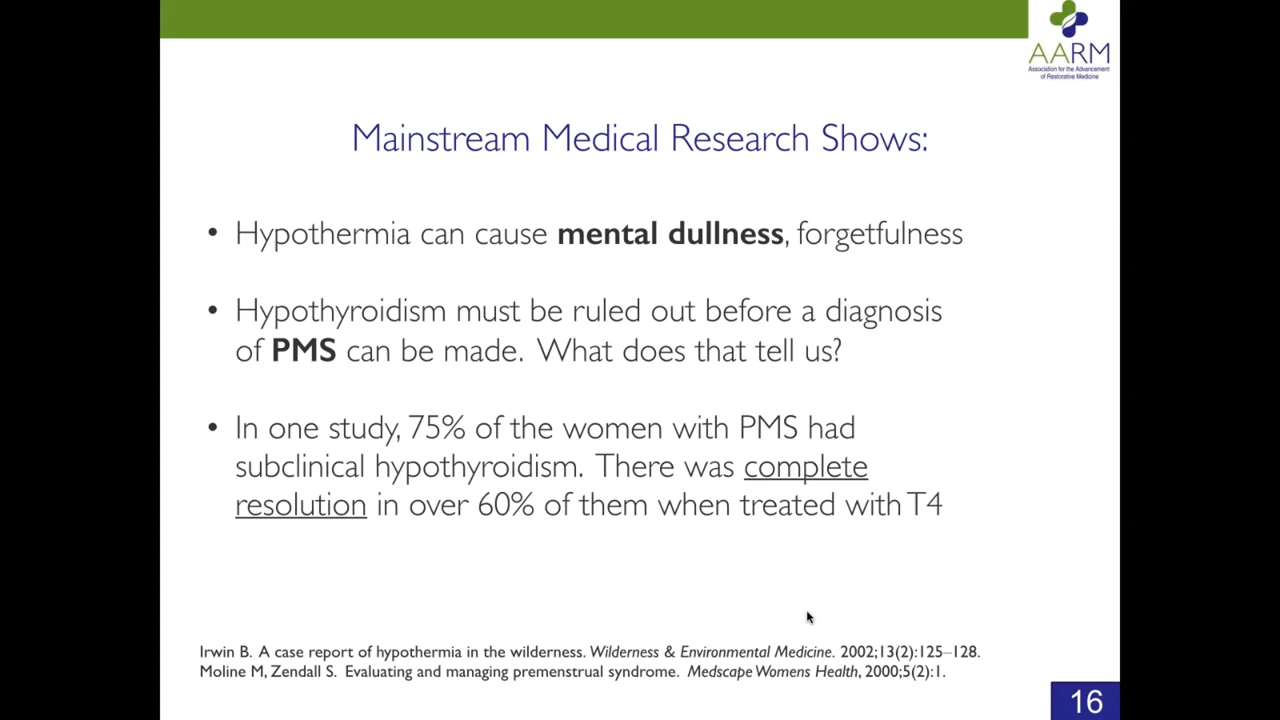 AARM
Association for the Advancement
of Restorative Medicine
Mainstream Medical Research Shows:
• Hypothermia can cause mental dullness, forgetfulness
• Hypothyroidism must be ruled out before a diagnosis
of PMS can be made. What does that tell us?
• In one study, 75% of the women with PMS had
subclinical hypothyroidism. There was complete
resolution in over 60% of them when treated with T4
Irwin B. A case report of hypothermia in the wilderness. Wilderness & Environmental Medicine. 2002;13(2):125–128.
Moline M, Zendall S. Evaluating and managing premenstrual syndrome. Medscape Womens Health, 2000;5(2):1.
16